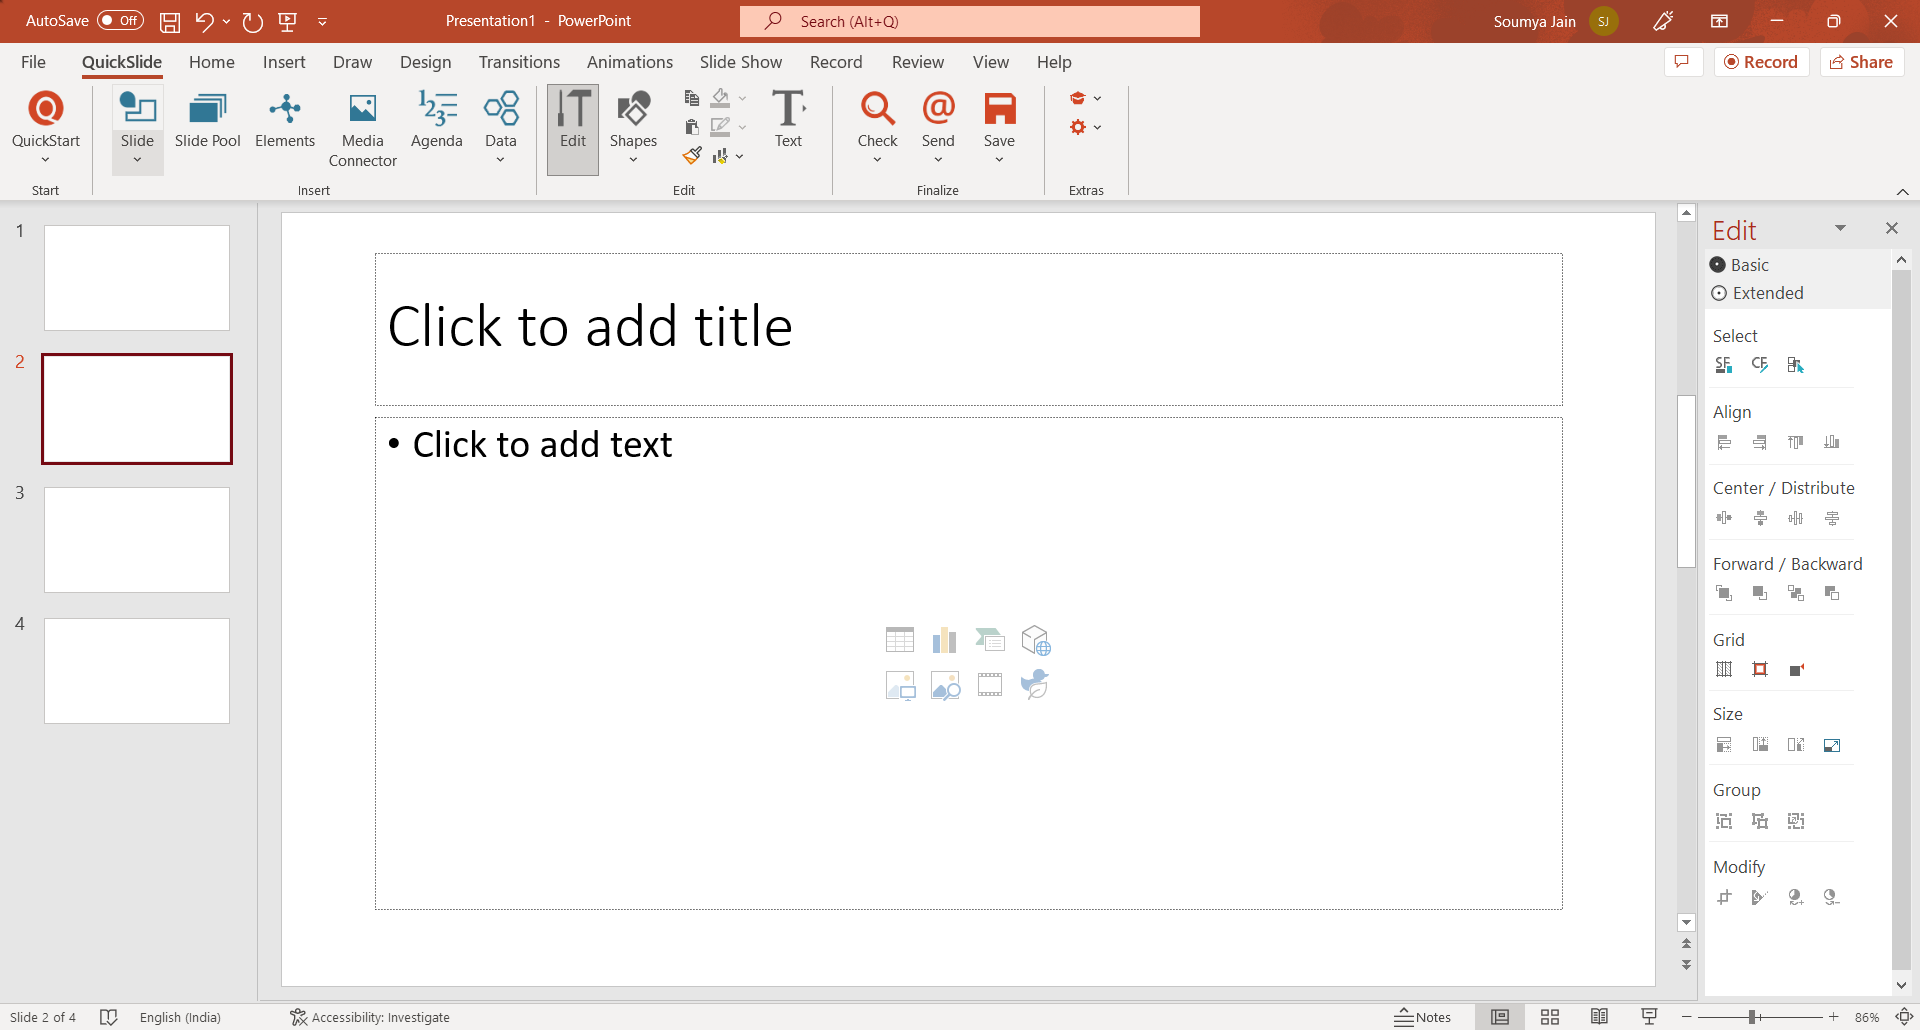 AutoSave Off Presentation1 - PowerPoint Search (Alt+Q) Soumya Jain SJ
File QuickSlide Home Insert Draw Design Transitions Animations Slide Show Record Review View Help Record Share
QuickStart Slide Slide Pool Elements Media Connector Agenda Data Edit Shapes Text Check Send Save
Start Insert Edit Finalize Extras
1
2
3
4
Click to add title
• Click to add text
Edit
Basic
Extended
Select
SF CF
Align
Center / Distribute
Forward / Backward
Grid
Size
Group
Modify
Slide 2 of 4 English (India) Accessibility: Investigate Notes 86%